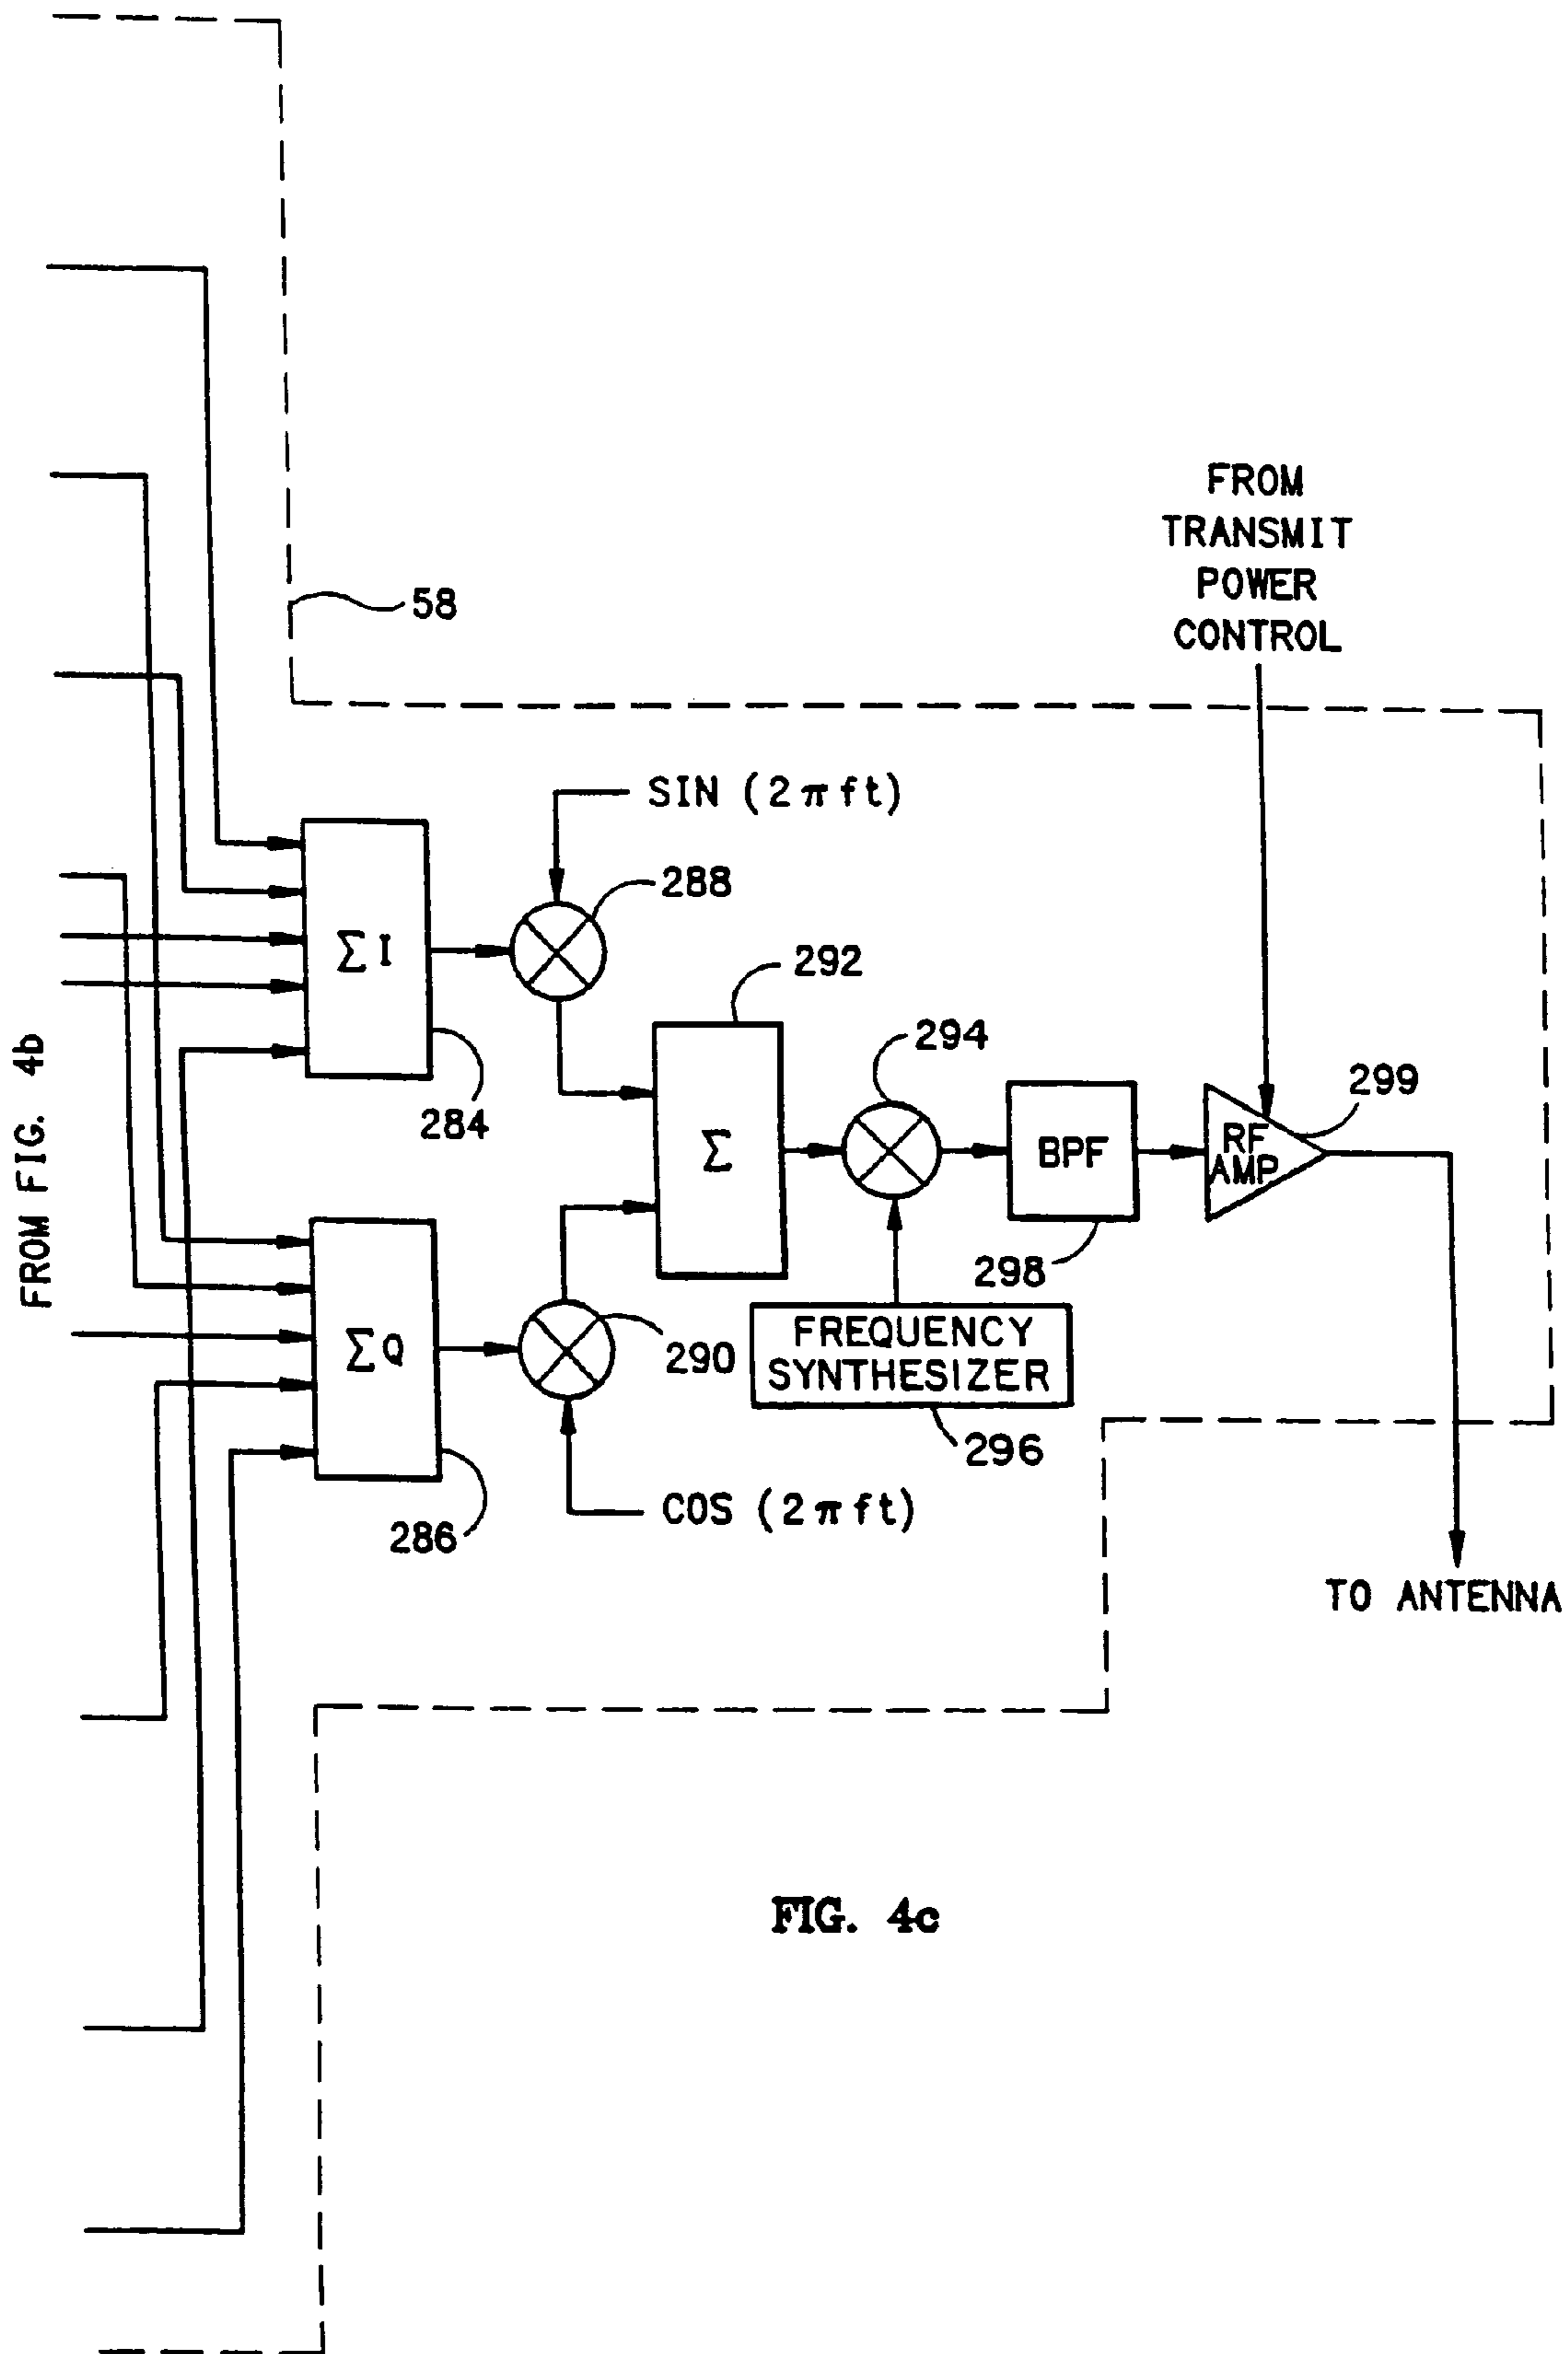 FROM
TRANSMIT
POWER
CONTROL
58
SIN (2πft)
288
ΣI
284
292
Σ
294
BPF
298
RF
AMP
299
FROM FIG. 4b
ΣQ
286
290
COS (2πft)
FREQUENCY
SYNTHESIZER
296
TO ANTENNA
FIG. 4c